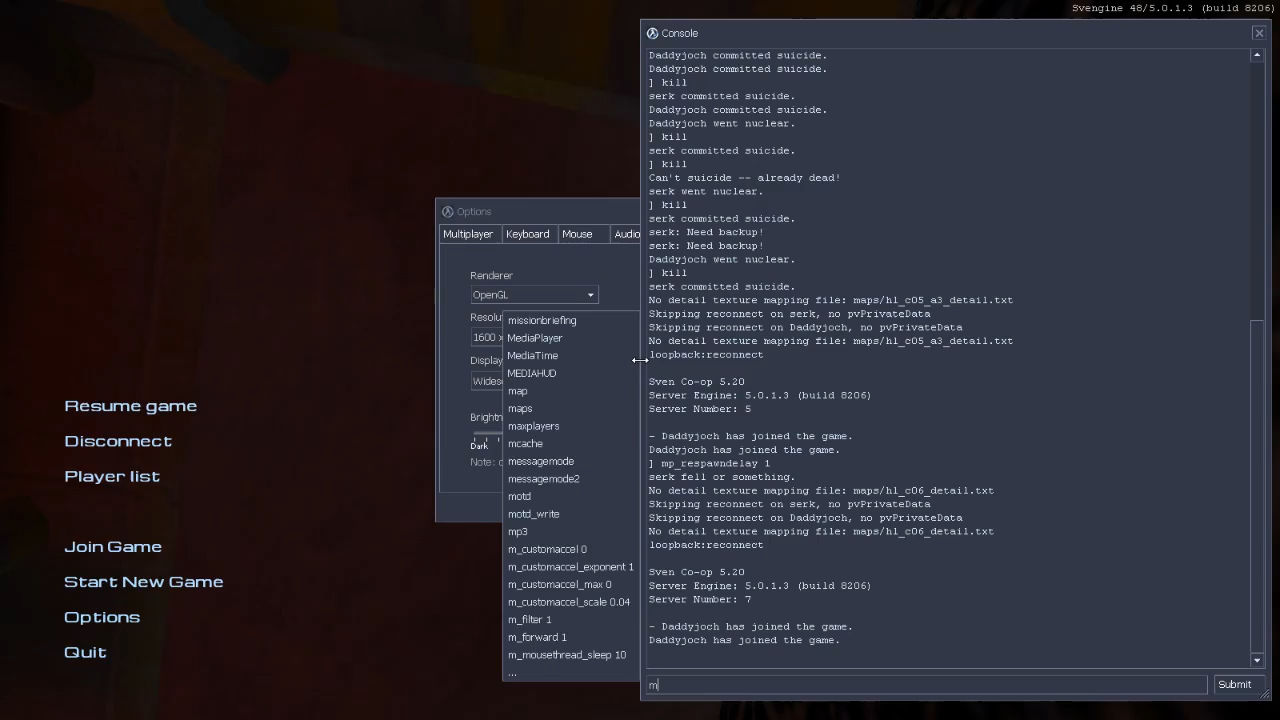 Svengine 48/5.0.1.3 (build 8206)
Console
Daddyjoch committed suicide.
Daddyjoch committed suicide.
] kill
serk committed suicide.
Daddyjoch committed suicide.
Daddyjoch went nuclear.
] kill
serk committed suicide.
] kill
Can't suicide -- already dead!
serk went nuclear.
] kill
serk committed suicide.
serk: Need backup!
serk: Need backup!
Daddyjoch went nuclear.
] kill
serk committed suicide.
No detail texture mapping file: maps/hl_c05_a3_detail.txt
Skipping reconnect on serk, no pvPrivateData
Skipping reconnect on Daddyjoch, no pvPrivateData
No detail texture mapping file: maps/hl_c05_a3_detail.txt
loopback:reconnect
Sven Co-op 5.20
Server Engine: 5.0.1.3 (build 8206)
Server Number: 5
- Daddyjoch has joined the game.
Daddyjoch has joined the game.
] mp_respawndelay 1
serk fell or something.
No detail texture mapping file: maps/hl_c06_detail.txt
Skipping reconnect on serk, no pvPrivateData
Skipping reconnect on Daddyjoch, no pvPrivateData
No detail texture mapping file: maps/hl_c06_detail.txt
loopback:reconnect
Sven Co-op 5.20
Server Engine: 5.0.1.3 (build 8206)
Server Number: 7
- Daddyjoch has joined the game.
Daddyjoch has joined the game.
m
Submit
Options
Multiplayer Keyboard Mouse Audio
Renderer
OpenGL
Resolu
1600 x
Display
Widesc
Brightn
Dark
Note: c
missionbriefing
MediaPlayer
MediaTime
MEDIAHUD
map
maps
maxplayers
mcache
messagemode
messagemode2
motd
motd_write
mp3
m_customaccel 0
m_customaccel_exponent 1
m_customaccel_max 0
m_customaccel_scale 0.04
m_filter 1
m_forward 1
m_mousethread_sleep 10
...
Resume game
Disconnect
Player list
Join Game
Start New Game
Options
Quit